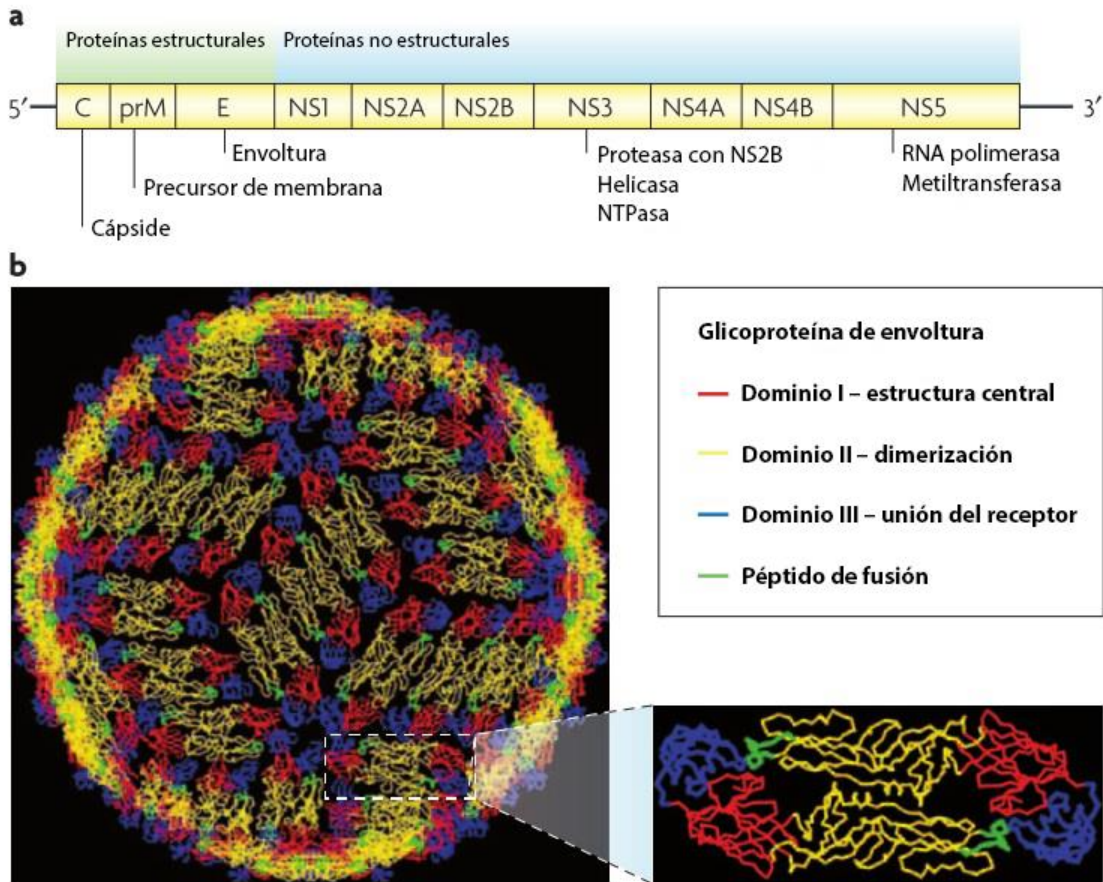 a
Proteínas estructurales
Proteínas no estructurales
5′
C
prM
E
NS1
NS2A
NS2B
NS3
NS4A
NS4B
NS5
3′
Envoltura
Precursor de membrana
Cápside
Proteasa con NS2B
Helicasa
NTPasa
RNA polimerasa
Metiltransferasa
b
Glicoproteína de envoltura
Dominio I – estructura central
Dominio II – dimerización
Dominio III – unión del receptor
Péptido de fusión